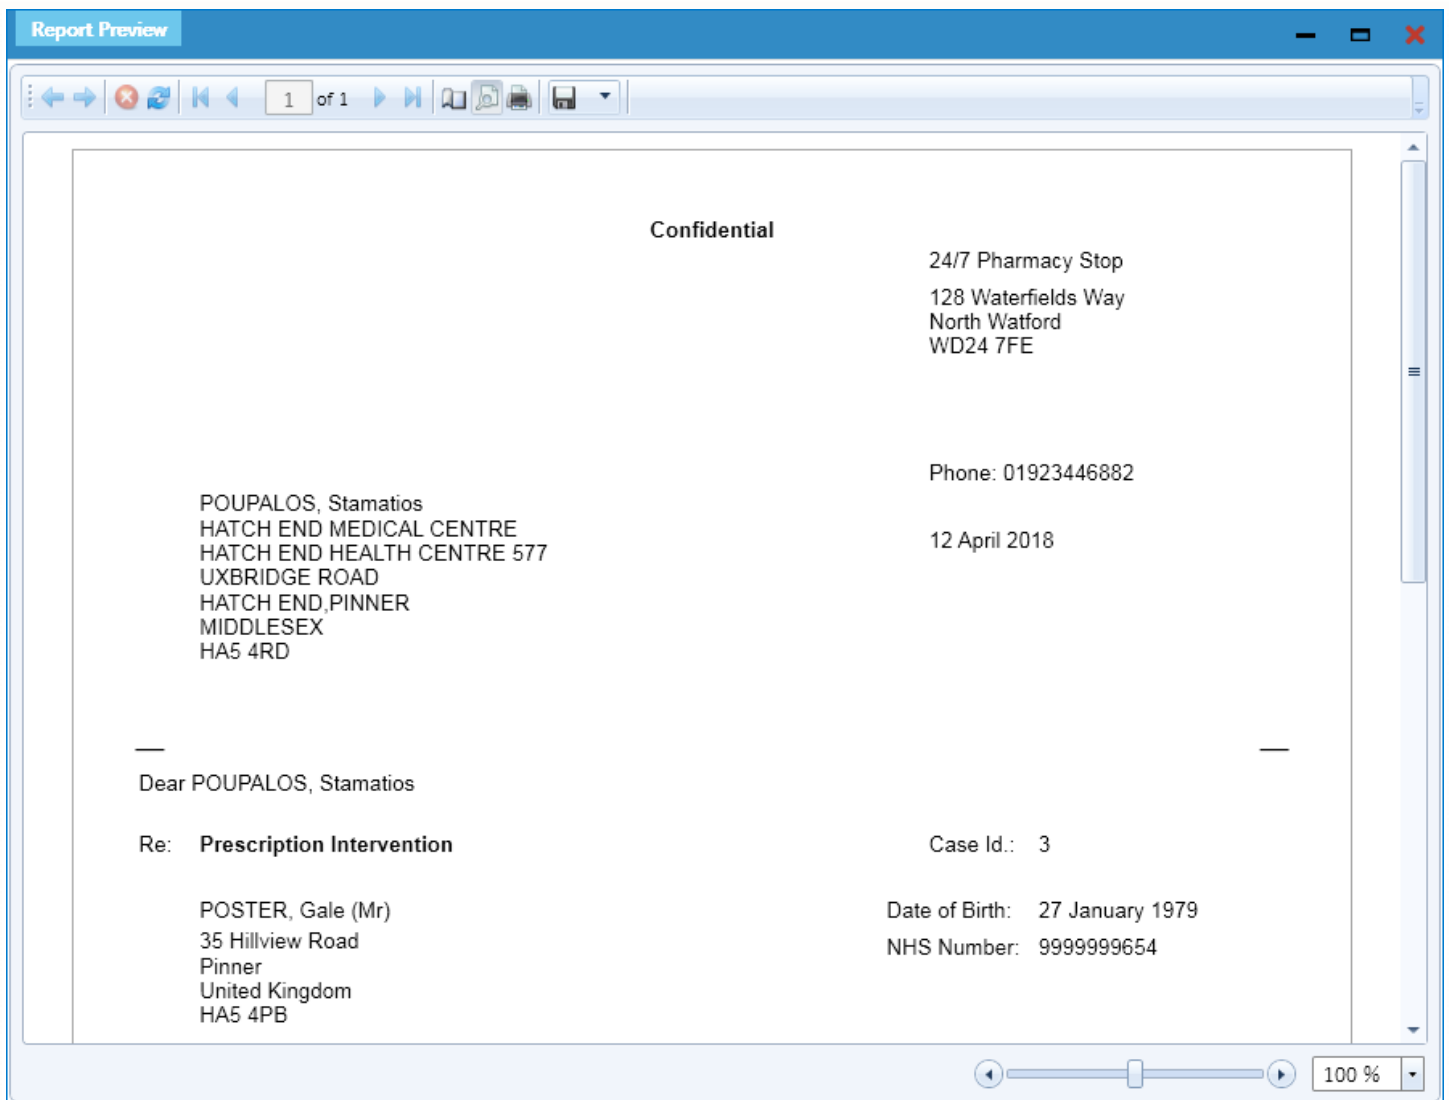 Report Preview
1 of 1
Confidential
24/7 Pharmacy Stop
128 Waterfields Way
North Watford
WD24 7FE
Phone: 01923446882
12 April 2018
POUPALOS, Stamatios
HATCH END MEDICAL CENTRE
HATCH END HEALTH CENTRE 577
UXBRIDGE ROAD
HATCH END,PINNER
MIDDLESEX
HA5 4RD
Dear POUPALOS, Stamatios
Re: Prescription Intervention Case Id.: 3
POSTER, Gale (Mr) Date of Birth: 27 January 1979
35 Hillview Road NHS Number: 9999999654
Pinner
United Kingdom
HA5 4PB
100 %